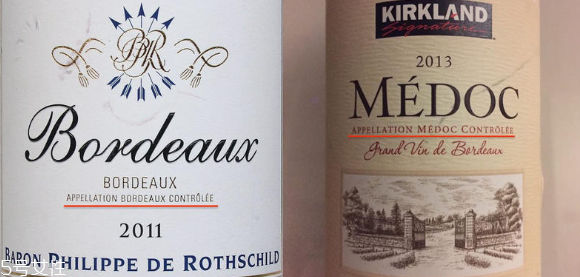 BPR
Bordeaux
BORDEAUX
APPELLATION BORDEAUX CONTRÔLÉE
2011
BARON PHILIPPE DE ROTHSCHILD
KIRKLAND
Signature
2013
MÉDOC
APPELLATION MÉDOC CONTRÔLÉE
Grand Vin de Bordeaux
5号女性